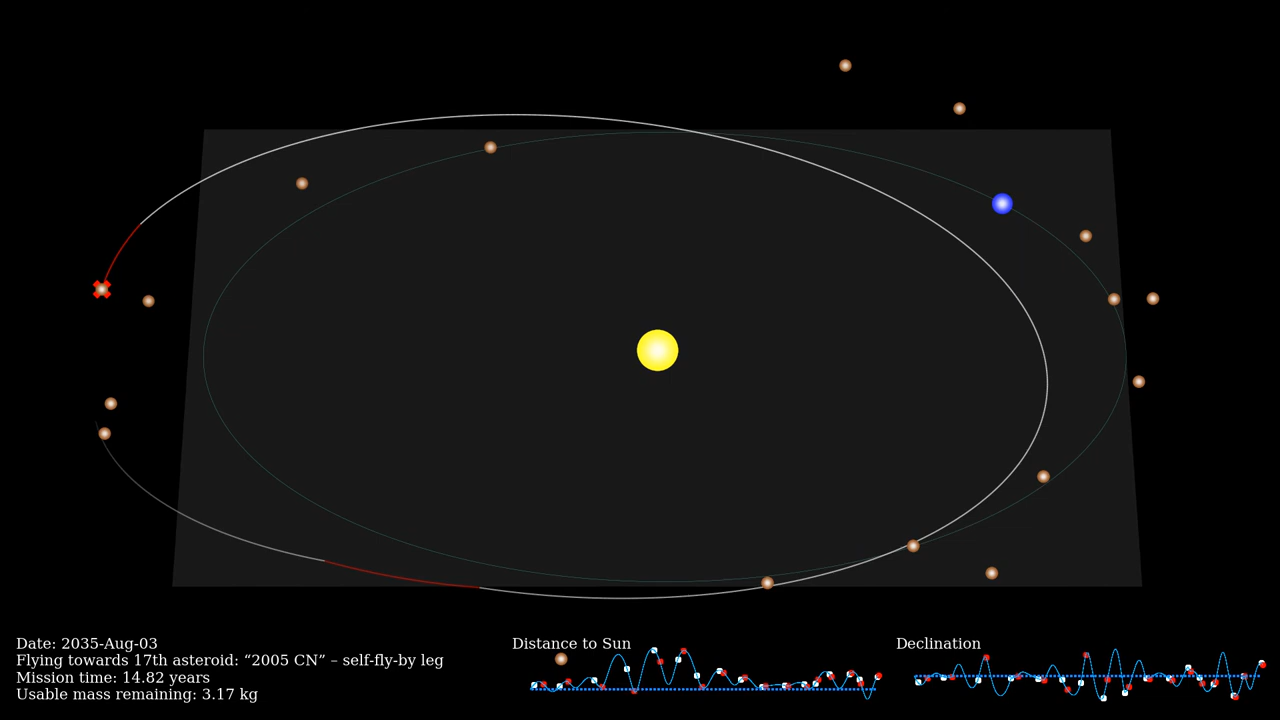 Date: 2035-Aug-03
Flying towards 17th asteroid: “2005 CN” – self-fly-by leg
Mission time: 14.82 years
Usable mass remaining: 3.17 kg
Distance to Sun
Declination